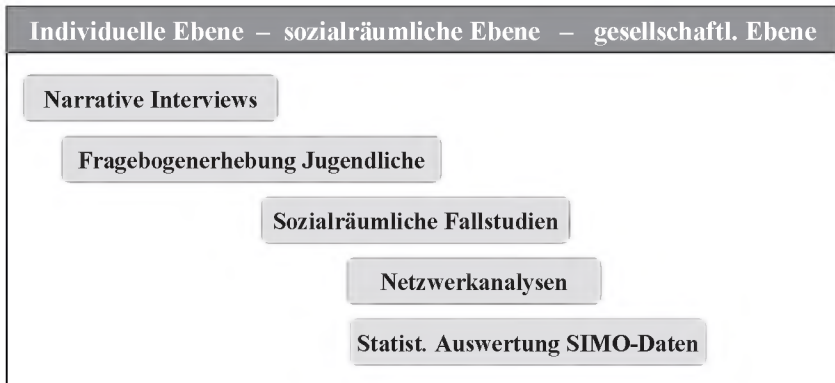 Individuelle Ebene – sozialräumliche Ebene – gesellschaftl. Ebene
Narrative Interviews
Fragebogenerhebung Jugendliche
Sozialräumliche Fallstudien
Netzwerkanalysen
Statist. Auswertung SIMO-Daten